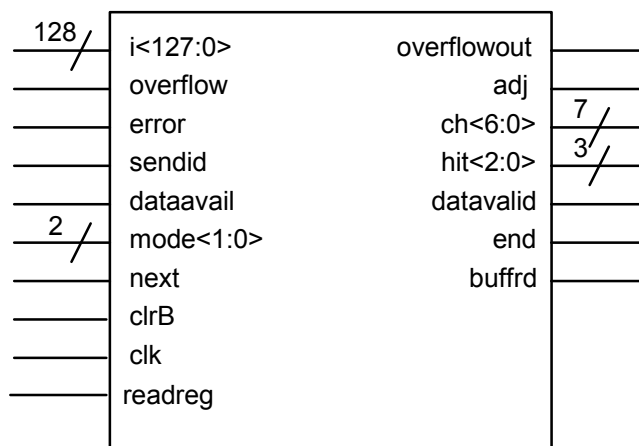 128 i<127:0> overflowout
overflow adj
error ch<6:0> 7
sendid hit<2:0> 3
dataavail datavalid
2 mode<1:0> end
next buffrd
clrB
clk
readreg